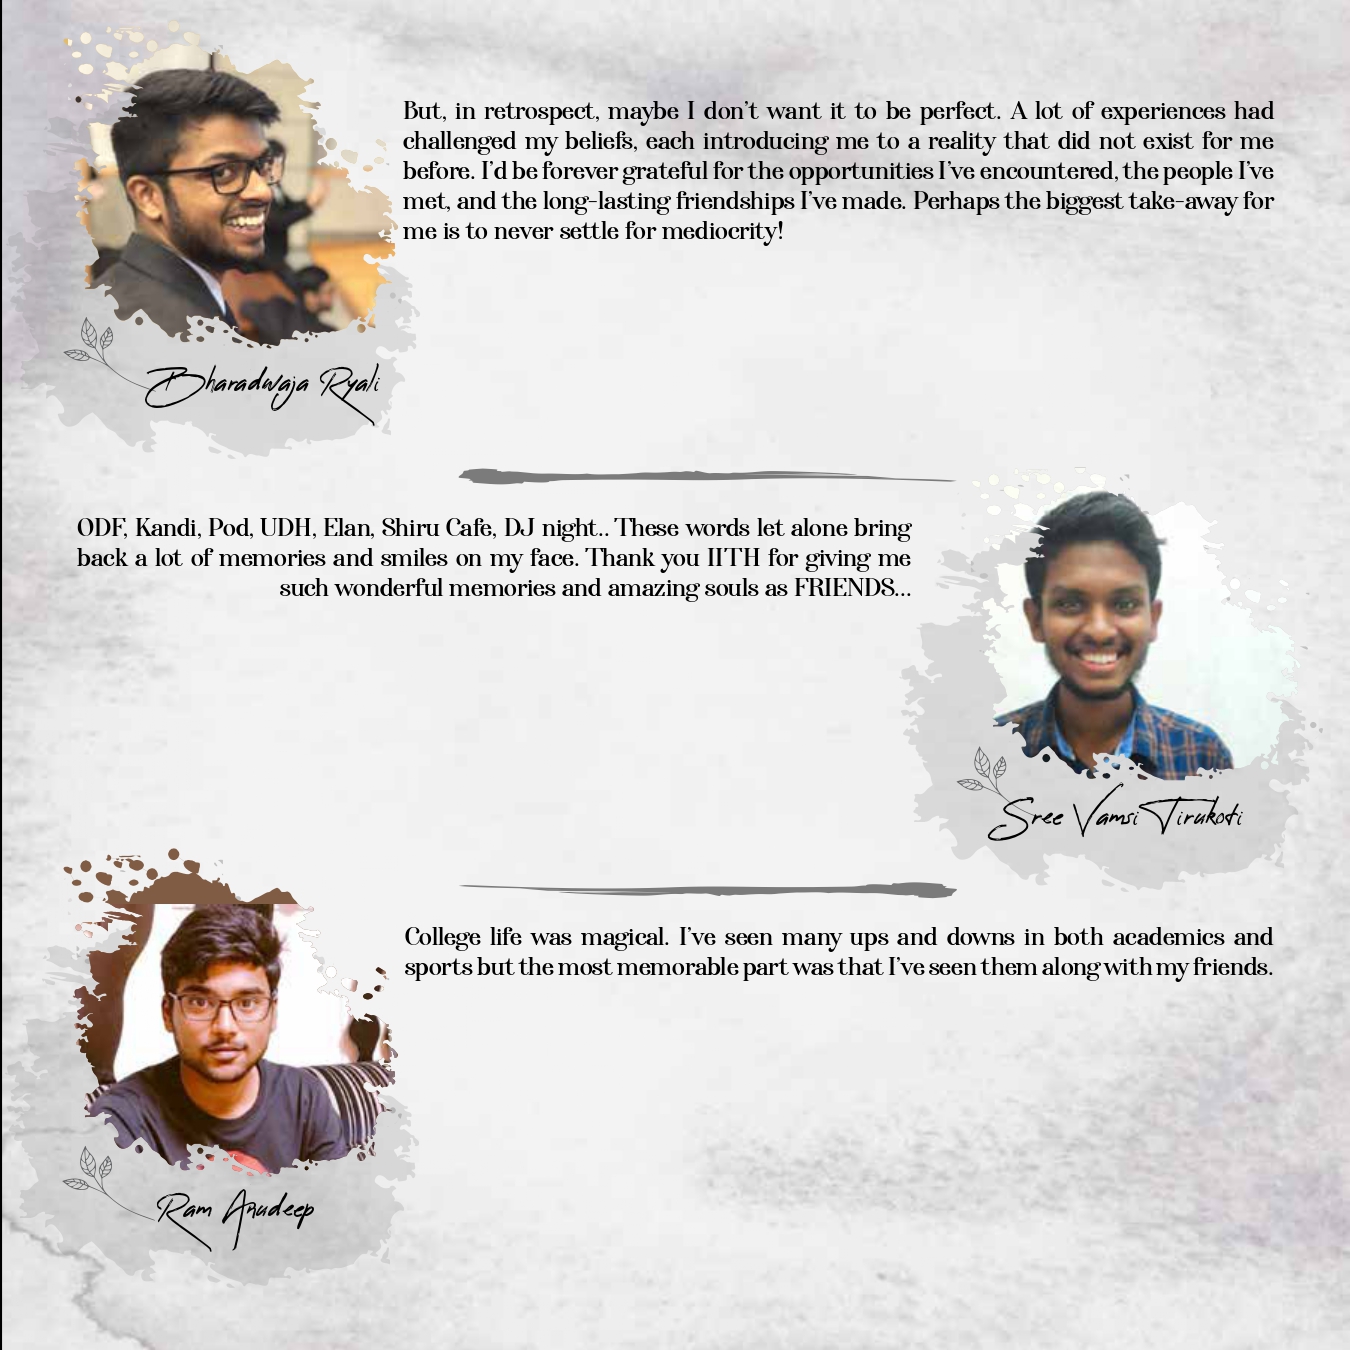 But, in retrospect, maybe I don't want it to be perfect. A lot of experiences had
challenged my beliefs, each introducing me to a reality that did not exist for me
before. I'd be forever grateful for the opportunities I've encountered, the people I've
met, and the long-lasting friendships I've made. Perhaps the biggest take-away for
me is to never settle for mediocrity!
Bharadwaja Ryali
ODF, Kandi, Pod, UDH, Elan, Shiru Cafe, DJ night.. These words let alone bring
back a lot of memories and smiles on my face. Thank you IITH for giving me
such wonderful memories and amazing souls as FRIENDS...
Sree Vamsi Tirukoti
College life was magical. I've seen many ups and downs in both academics and
sports but the most memorable part was that I've seen them along with my friends.
Ram Anudeep